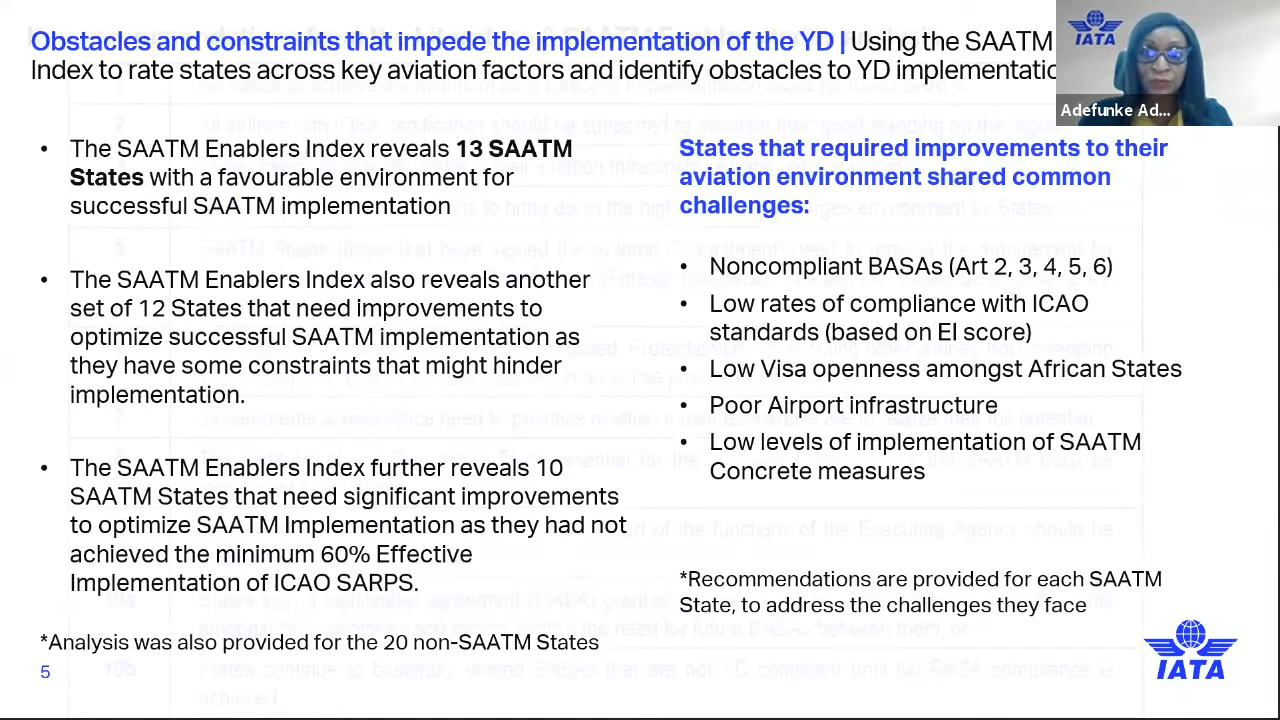 Obstacles and constraints that impede the implementation of the YD | Using the SAATM
Index to rate states across key aviation factors and identify obstacles to YD implementatio
IATA
Adefunke Ad...
• The SAATM Enablers Index reveals 13 SAATM
States with a favourable environment for
successful SAATM implementation
• The SAATM Enablers Index also reveals another
set of 12 States that need improvements to
optimize successful SAATM implementation as
they have some constraints that might hinder
implementation.
• The SAATM Enablers Index further reveals 10
SAATM States that need significant improvements
to optimize SAATM Implementation as they had not
achieved the minimum 60% Effective
Implementation of ICAO SARPS.
*Analysis was also provided for the 20 non-SAATM States
5
States that required improvements to their
aviation environment shared common
challenges:
• Noncompliant BASAs (Art 2, 3, 4, 5, 6)
• Low rates of compliance with ICAO
standards (based on EI score)
• Low Visa openness amongst African States
• Poor Airport infrastructure
• Low levels of implementation of SAATM
Concrete measures
*Recommendations are provided for each SAATM
State, to address the challenges they face
IATA